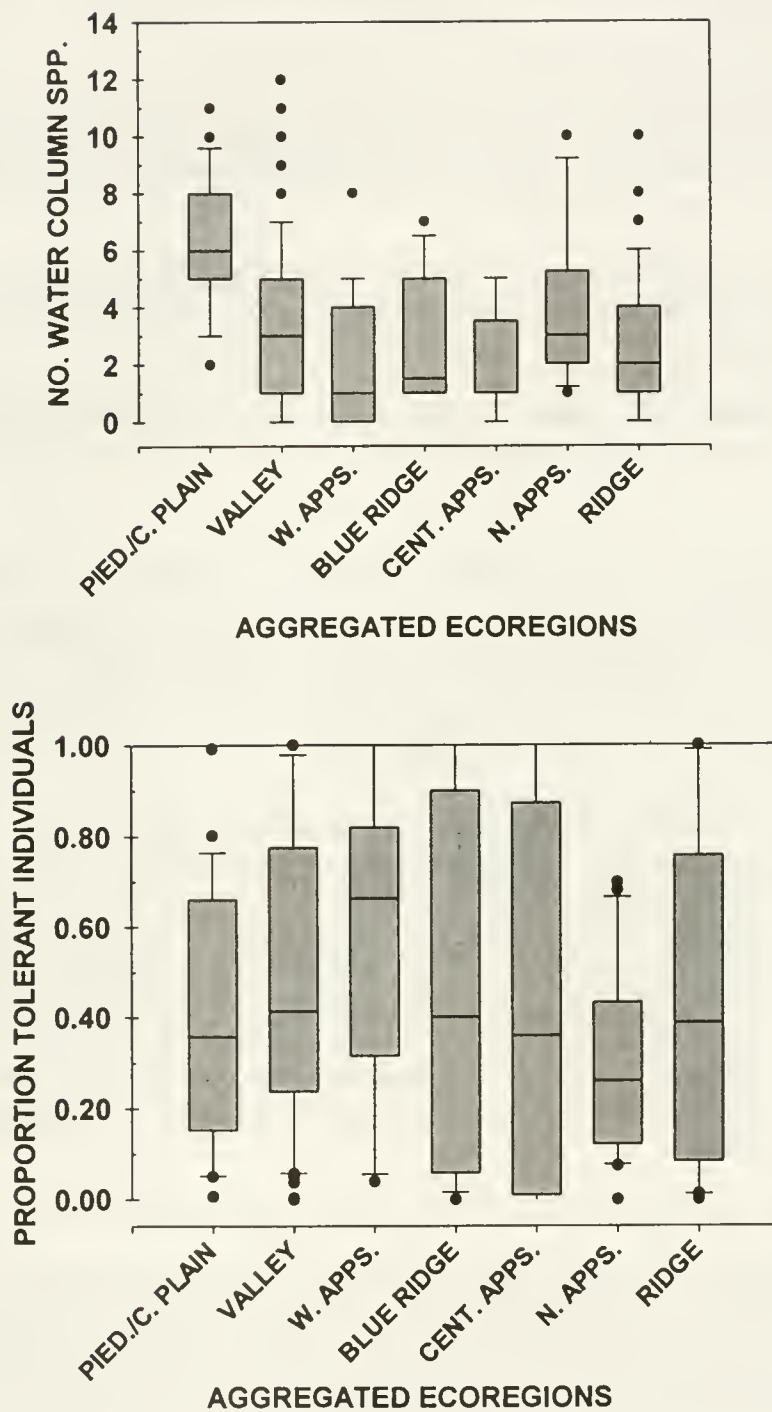 NO. WATER COLUMN SPP.
14
12
10
8
6
4
2
0
PIED./C. PLAIN
VALLEY
W. APPS.
BLUE RIDGE
CENT. APPS.
N. APPS.
RIDGE
AGGREGATED ECOREGIONS
PROPORTION TOLERANT INDIVIDUALS
1.00
0.80
0.60
0.40
0.20
0.00
PIED./C. PLAIN
VALLEY
W. APPS.
BLUE RIDGE
CENT. APPS.
N. APPS.
RIDGE
AGGREGATED ECOREGIONS